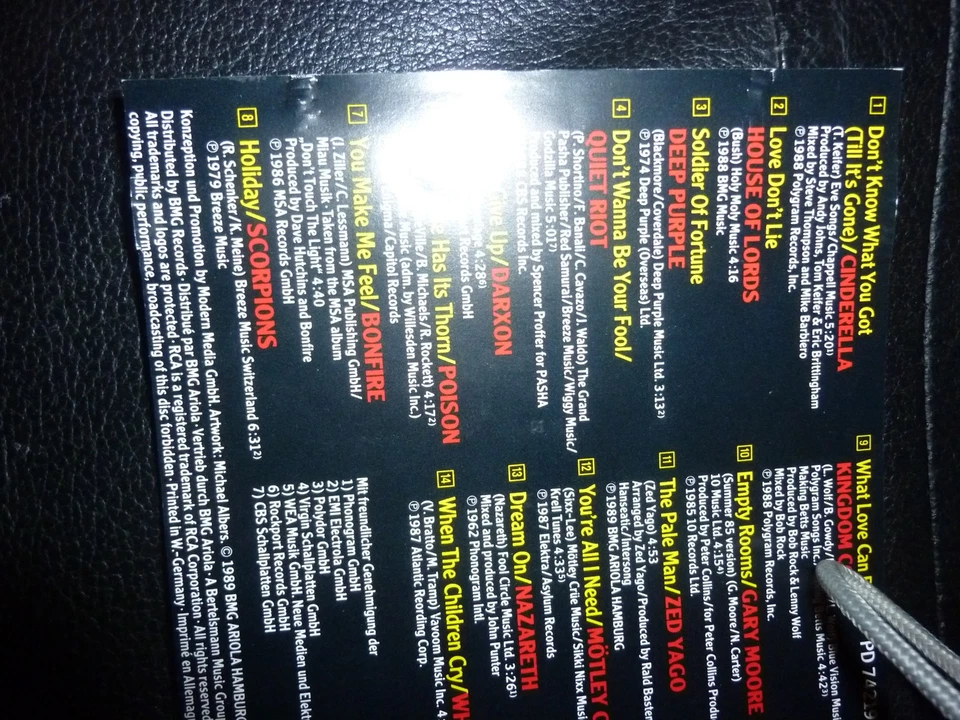 1 Don't Know What You Got
(Till It's Gone)/CINDERELLA
(T. Keifer) Eve Songs/Chappell Music 5:20¹⁾
Produced by Andy Johns, Tom Keifer & Eric Brittingham
Mixed by Steve Thompson and Mike Barbiero
℗ 1988 Polygram Records, Inc.
2 Love Don't Lie
HOUSE OF LORDS
(Bush) Holy Moly Music 4:16
℗ 1988 BMG Music
3 Soldier Of Fortune
DEEP PURPLE
(Blackmore/Coverdale) Deep Purple Music Ltd. 3:13²⁾
℗ 1974 Deep Purple (Overseas) Ltd.
4 Don't Wanna Be Your Fool/
QUIET RIOT
(P. Shortino/F. Banali/C. Cavazo/J. Waldo) The Grand
Pasha Publisher/Red Samurai/Breeze Music/Wiggy Music/
Godzilla Music 5:01⁷⁾
Produced and mixed by Spencer Proffer for PASHA
CBS Records Inc.
Up/DARXON
4:28⁶⁾
Records GmbH
Has Its Thorn/POISON
B. Michaels/R. Rockett) 4:17²⁾
Music (adm. by Willesden Music Inc.)
/Capitol Records
7 You Make Me Feel/BONFIRE
(J. Ziller/C. Lessmann) MSA Publishing GmbH/
Miau Musik · Taken from the MSA album
„Don't Touch The Light“ 4:40
Produced by Dave Hutchins and Bonfire
℗ 1986 MSA Records GmbH
8 Holiday/SCORPIONS
(R. Schenker/K. Meine) Breeze Music Switzerland 6:31²⁾
℗ 1979 Breeze Music
9 What Love Can
KINGDOM
(L. Wolf/B. Gowdy/
Polygram Songs Inc. Blue Vision
Making Betts Music Music 4:42³⁾
Produced by Bob Rock & Lenny Wolf
Mixed by Bob Rock
℗ 1988 Polygram Records, Inc.
10 Empty Rooms/GARY MOORE
(Summer 85 version) (G. Moore/N. Carter)
10 Music Ltd. 4:15⁴⁾
Produced by Peter Collins/for Peter Collins
℗ 1985 10 Records Ltd.
11 The Pale Man/ZED YAGO
(Zed Yago) 4:53
Arranged by Zed Yago/Produced by Rald
Hanseatic/Intersong
℗ 1989 BMG ARIOLA HAMBURG
12 You're All I Need/MÖTLEY
(Sixx-Lee) Mötley Crüe Music/Sikki Nixx
Krell Tunes 4:33⁵⁾
℗ 1987 Elektra/Asylum Records
13 Dream On/NAZARETH
(Nazareth) Fool Circle Music Ltd. 3:26¹⁾
Mixed and produced by John Punter
℗ 1962 Phonogram Intl.
14 When The Children Cry/
(V. Bratta/M. Tramp) Vavoom Music Inc. 4
℗ 1987 Atlantic Recording Corp.
Mit freundlicher Genehmigung der
1) Phonogram GmbH
2) EMI Electrola GmbH
3) Polydor GmbH
4) Virgin Schallplatten GmbH
5) WEA Musik GmbH, Neue Medien und
6) Rockport Records GmbH
7) CBS Schallplatten GmbH
Konzeption und Promotion by Modern Media GmbH. Artwork: Michael Albers. © 1989 BMG ARIOLA HAMBURG
Distributed by BMG Records · Distribué par BMG Ariola · Vertrieb durch BMG Ariola · A Bertelsmann Music Group
All trademarks and logos are protected · RCA is a registered trademark of RCA Corporation · All rights reserved
copying, public performance, broadcasting of this disc forbidden · Printed in W.-Germany · Imprimé en
PD